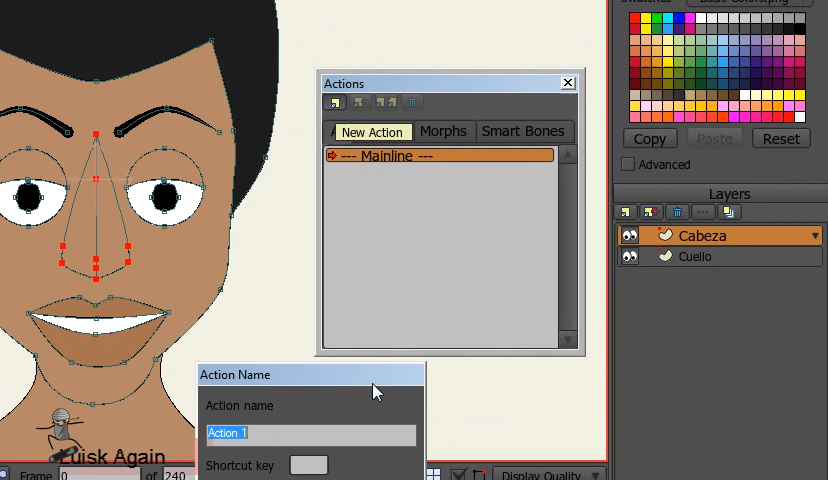 Swatches Basic Colors.png
Copy Paste Reset
Advanced
Layers
Cabeza
Cuello
Actions
New Action Morphs Smart Bones
--- Mainline ---
Action Name
Action name
Action 1
Shortcut key
Luisk Again
Frame 0 of 240 Display Quality